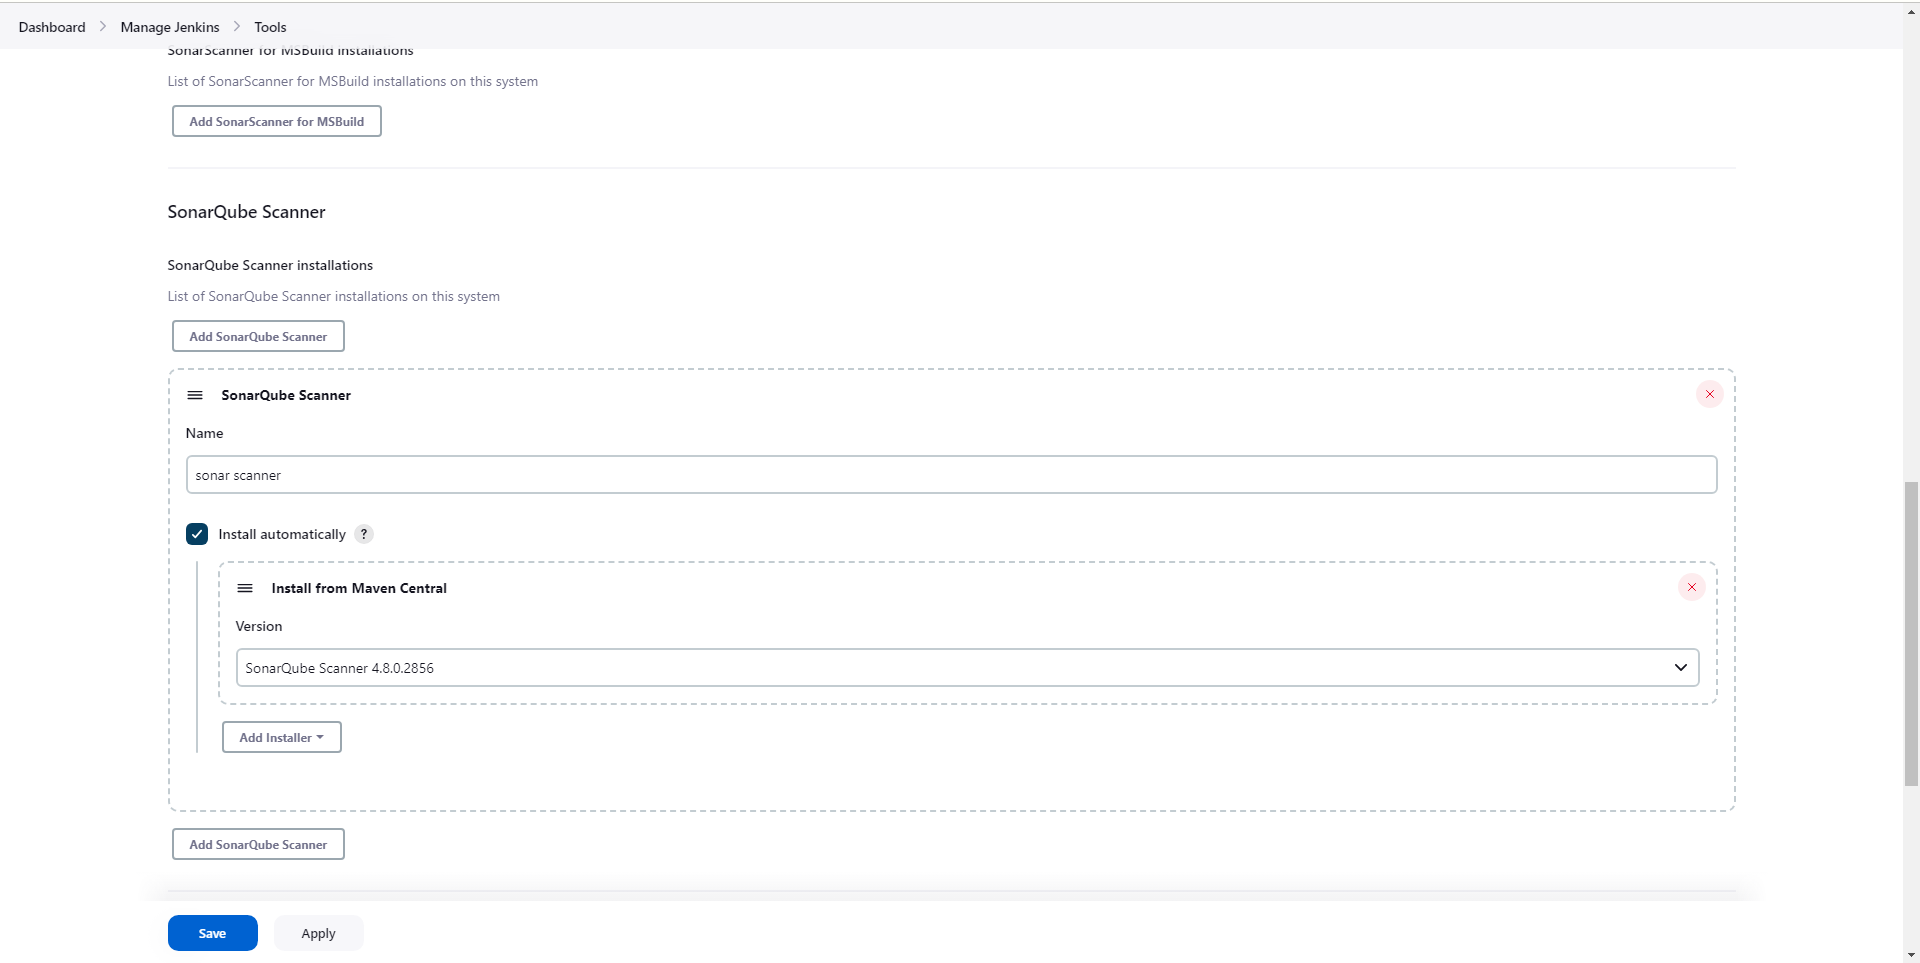 Dashboard > Manage Jenkins > Tools
SonarScanner for MSBuild installations
List of SonarScanner for MSBuild installations on this system
Add SonarScanner for MSBuild
SonarQube Scanner
SonarQube Scanner installations
List of SonarQube Scanner installations on this system
Add SonarQube Scanner
SonarQube Scanner
Name
sonar scanner
Install automatically ?
Install from Maven Central
Version
SonarQube Scanner 4.8.0.2856
Add Installer
Add SonarQube Scanner
Save Apply